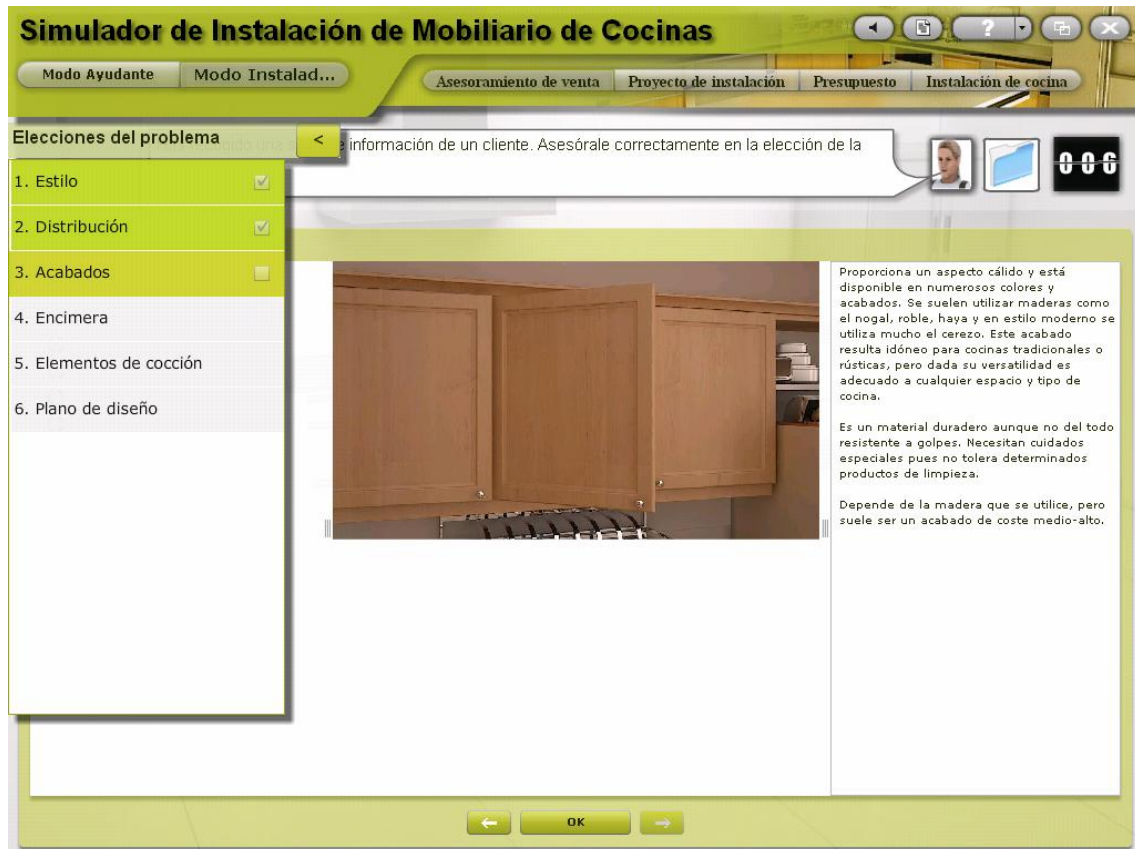 Simulador de Instalación de Mobiliario de Cocinas
?
Modo Ayudante
Modo Instalad...
Asesoramiento de venta
Proyecto de instalación
Presupuesto
Instalación de cocina
Elecciones del problema
<
información de un cliente. Asesórale correctamente en la elección de la
006
1. Estilo
2. Distribución
3. Acabados
4. Encimera
5. Elementos de cocción
6. Plano de diseño
Proporciona un aspecto cálido y está
disponible en numerosos colores y
acabados. Se suelen utilizar maderas como
el nogal, roble, haya y en estilo moderno se
utiliza mucho el cerezo. Este acabado
resulta idóneo para cocinas tradicionales o
rústicas, pero dada su versatilidad es
adecuado a cualquier espacio y tipo de
cocina.
Es un material duradero aunque no del todo
resistente a golpes. Necesitan cuidados
especiales pues no tolera determinados
productos de limpieza.
Depende de la madera que se utilice, pero
suele ser un acabado de coste medio-alto.
OK